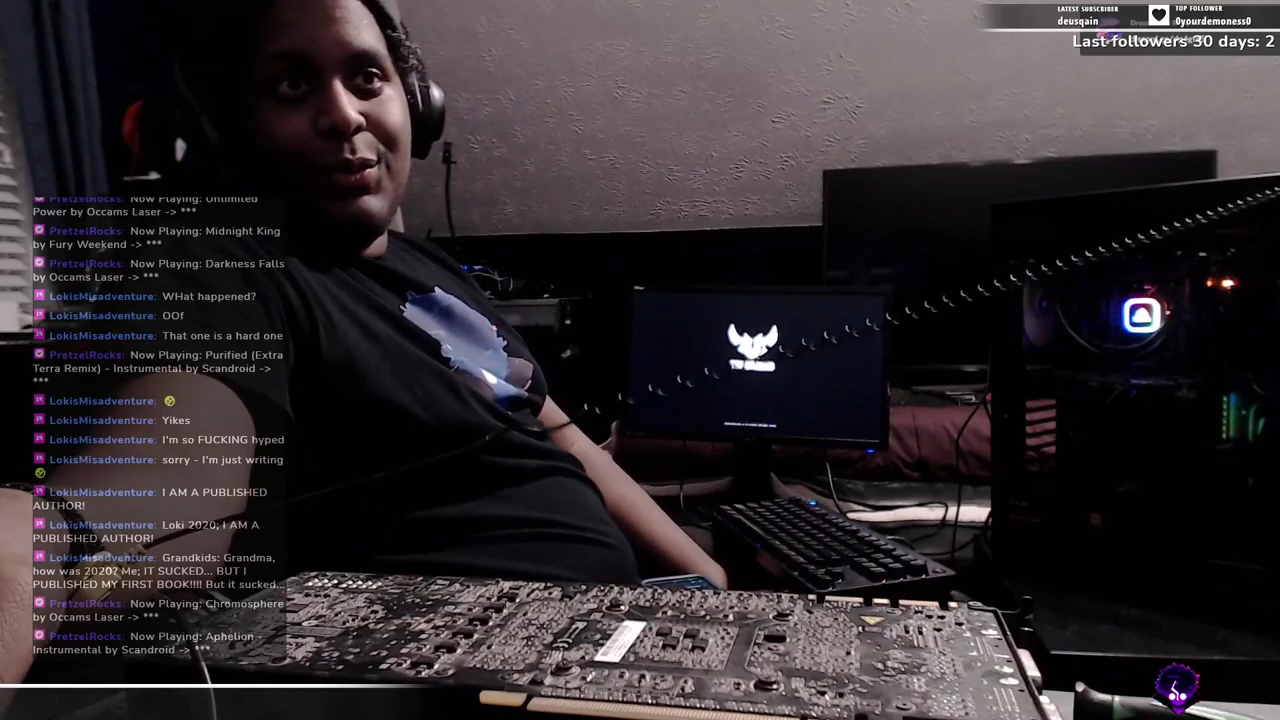 LATEST SUBSCRIBER
deusqain
TOP FOLLOWER
0yourdemoness0
Last followers 30 days: 2
PretzelRocks: Now Playing: Unlimited
Power by Occams Laser -> ***
PretzelRocks: Now Playing: Midnight King
by Fury Weekend -> ***
PretzelRocks: Now Playing: Darkness Falls
by Occams Laser -> ***
LokisMisadventure: WHat happened?
LokisMisadventure: OOf
LokisMisadventure: That one is a hard one
PretzelRocks: Now Playing: Purified (Extra
Terra Remix) - Instrumental by Scandroid ->
***
LokisMisadventure:
LokisMisadventure: Yikes
LokisMisadventure: I'm so FUCKING hyped
LokisMisadventure: sorry - I'm just writing
LokisMisadventure: I AM A PUBLISHED
AUTHOR!
LokisMisadventure: Loki 2020; I AM A
PUBLISHED AUTHOR!
LokisMisadventure: Grandkids: Grandma,
how was 2020? Me; IT SUCKED... BUT I
PUBLISHED MY FIRST BOOK!!!! But it sucked...
PretzelRocks: Now Playing: Chromosphere
by Occams Laser -> ***
PretzelRocks: Now Playing: Aphelion -
Instrumental by Scandroid -> ***